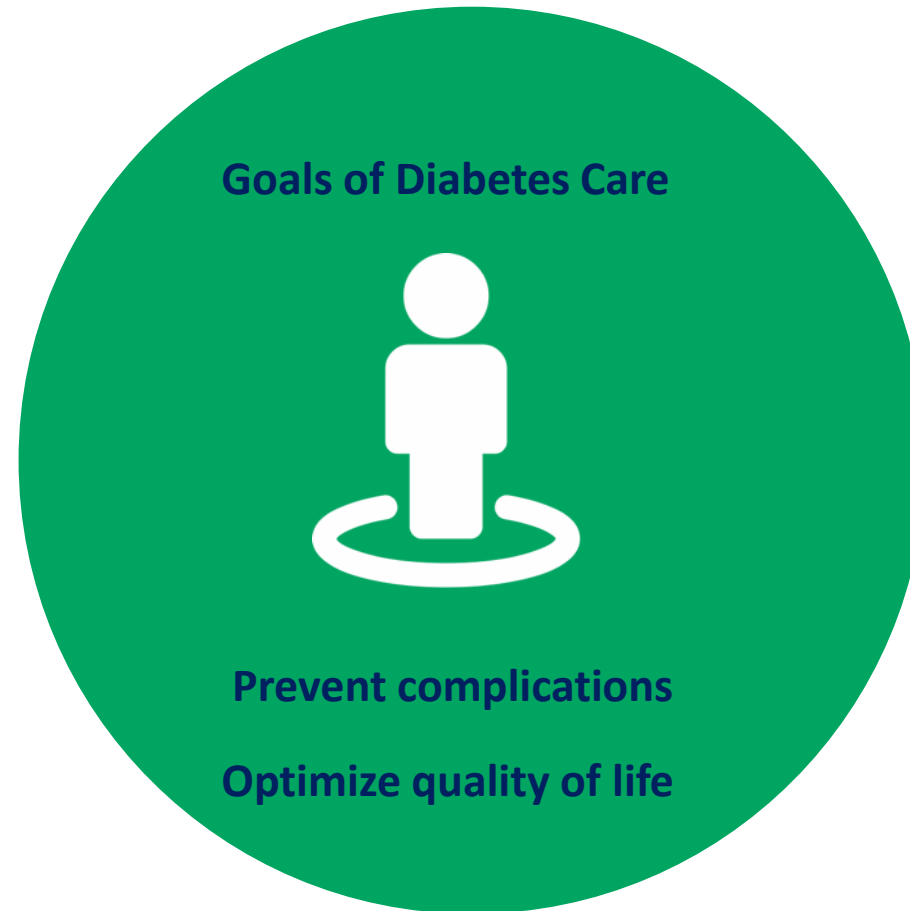 Goals of Diabetes Care
Prevent complications
Optimize quality of life